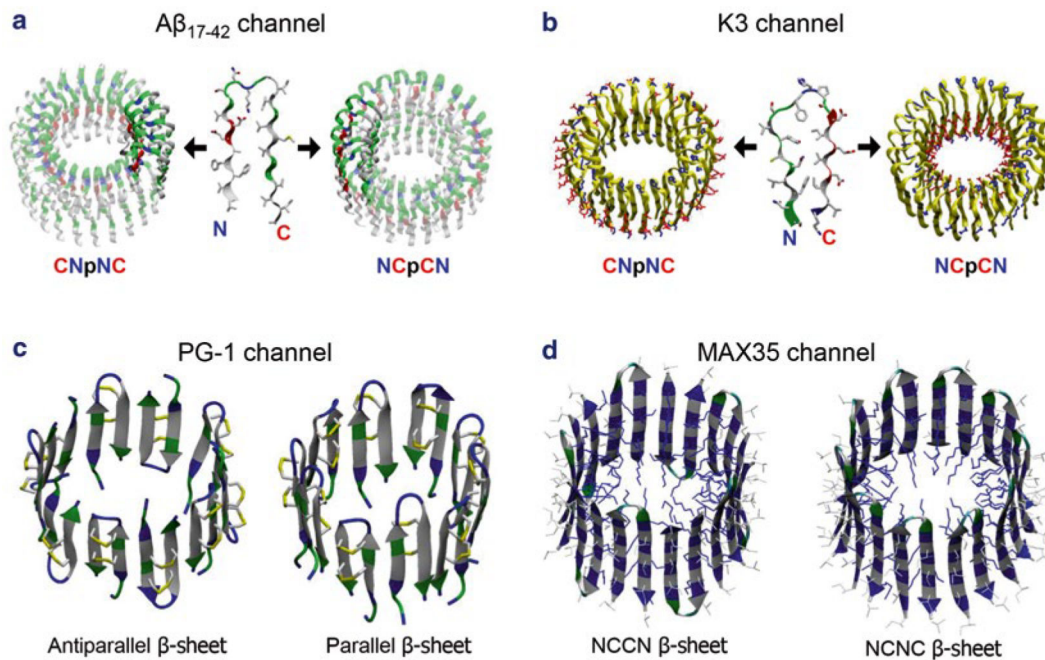 a
Aβ17-42 channel
N
C
CNpNC
NCpCN
b
K3 channel
N
C
CNpNC
NCpCN
c
PG-1 channel
Antiparallel β-sheet
Parallel β-sheet
d
MAX35 channel
NCCN β-sheet
NCNC β-sheet